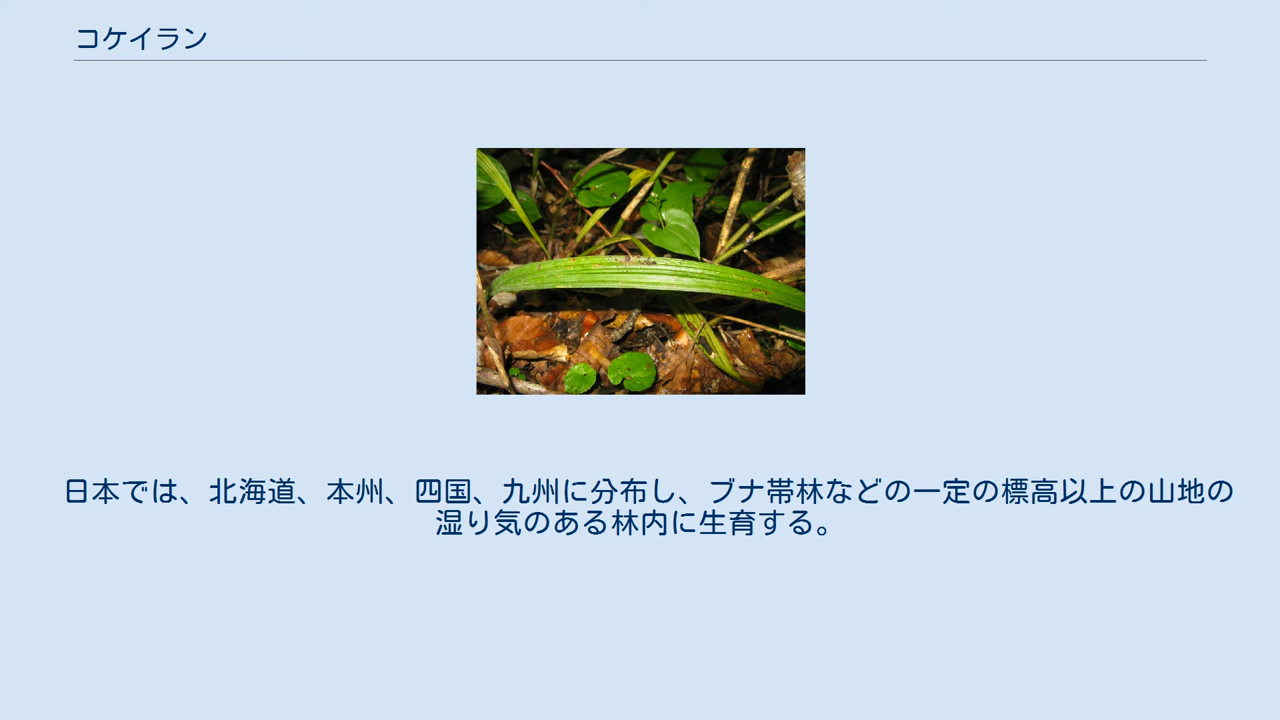 コケイラン
日本では、北海道、本州、四国、九州に分布し、ブナ帯林などの一定の標高以上の山地の
湿り気のある林内に生育する。